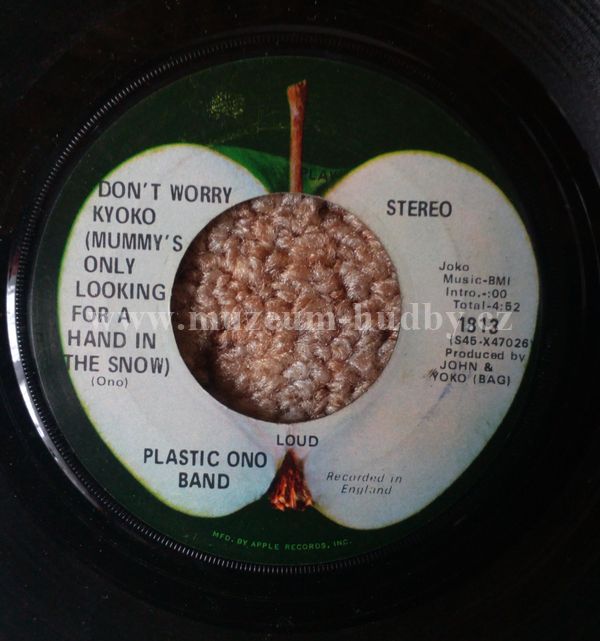 PLAY
DON'T WORRY
KYOKO
(MUMMY'S
ONLY
LOOKING
FOR A
HAND IN
THE SNOW)
(Ono)
STEREO
Joko
Music-BMI
Intro.-:00
Total-4:52
1813
(S45-X47026)
Produced by
JOHN &
YOKO (BAG)
www.muzeum-hudby.cz
LOUD
PLASTIC ONO
BAND
Recorded in
England
MFD. BY APPLE RECORDS, INC.